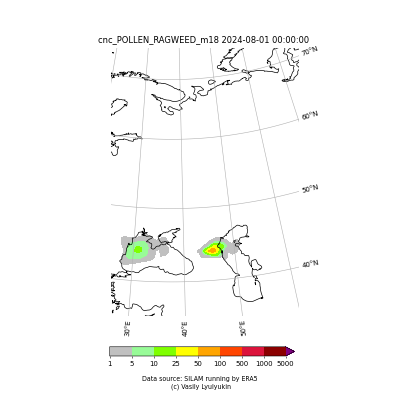 cnc_POLLEN_RAGWEED_m18 2024-08-01 00:00:00
70°N
60°N
50°N
40°N
30°E 40°E 50°E
1 5 10 25 50 100 500 1000 5000
Data source: SILAM running by ERA5
(c) Vasily Lyulyukin